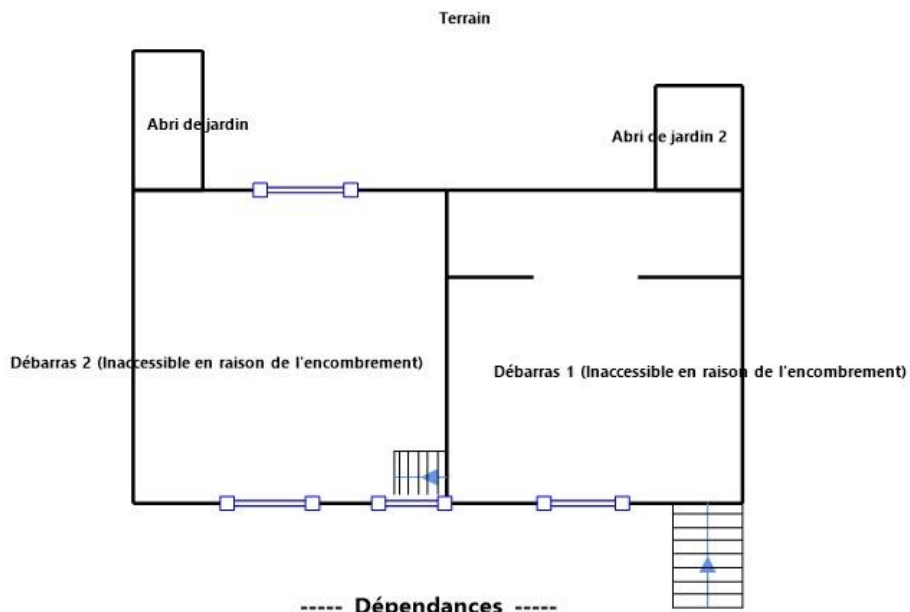 Terrain
Abri de jardin
Abri de jardin 2
Débarras 2 (Inaccessible en raison de l'encombrement)
Débarras 1 (Inaccessible en raison de l'encombrement)
----- Dépendances -----